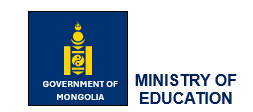 GOVERNMENT OF
MONGOLIA
MINISTRY OF
EDUCATION